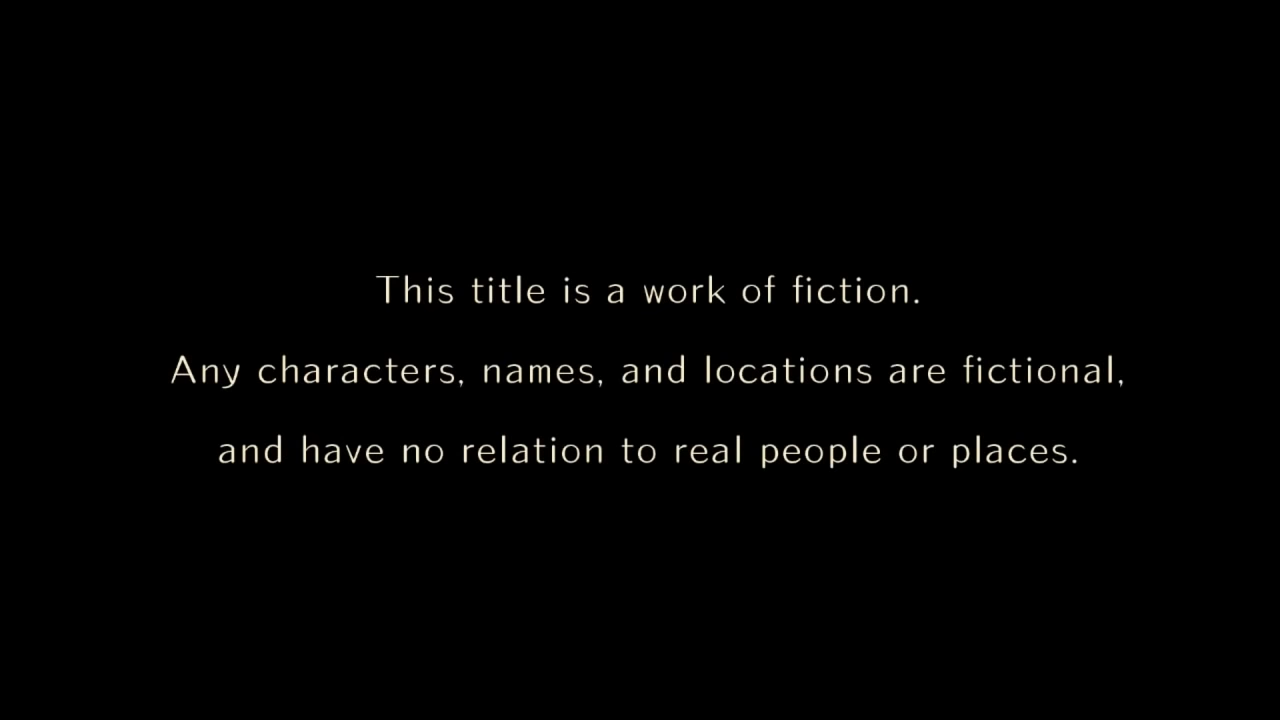 This title is a work of fiction.
Any characters, names, and locations are fictional,
and have no relation to real people or places.